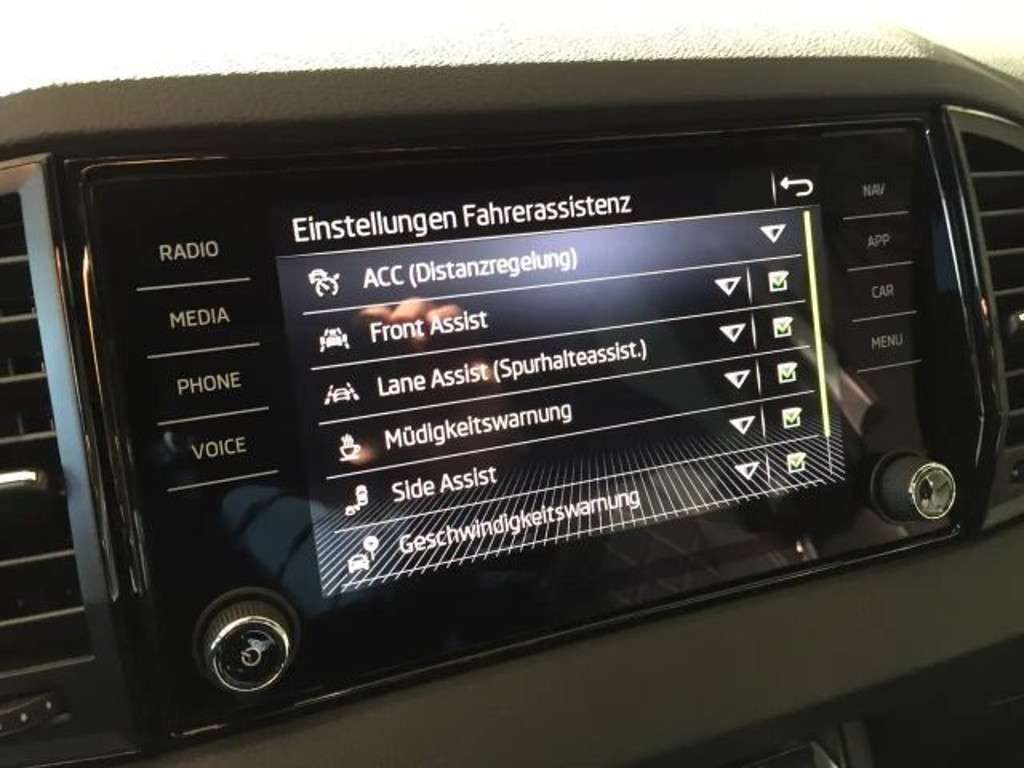 RADIO
MEDIA
PHONE
VOICE
Einstellungen Fahrerassistenz
ACC (Distanzregelung)
Front Assist
Lane Assist (Spurhalteassist.)
Müdigkeitswarnung
Side Assist
Geschwindigkeitswarnung
NAV
APP
CAR
MENU